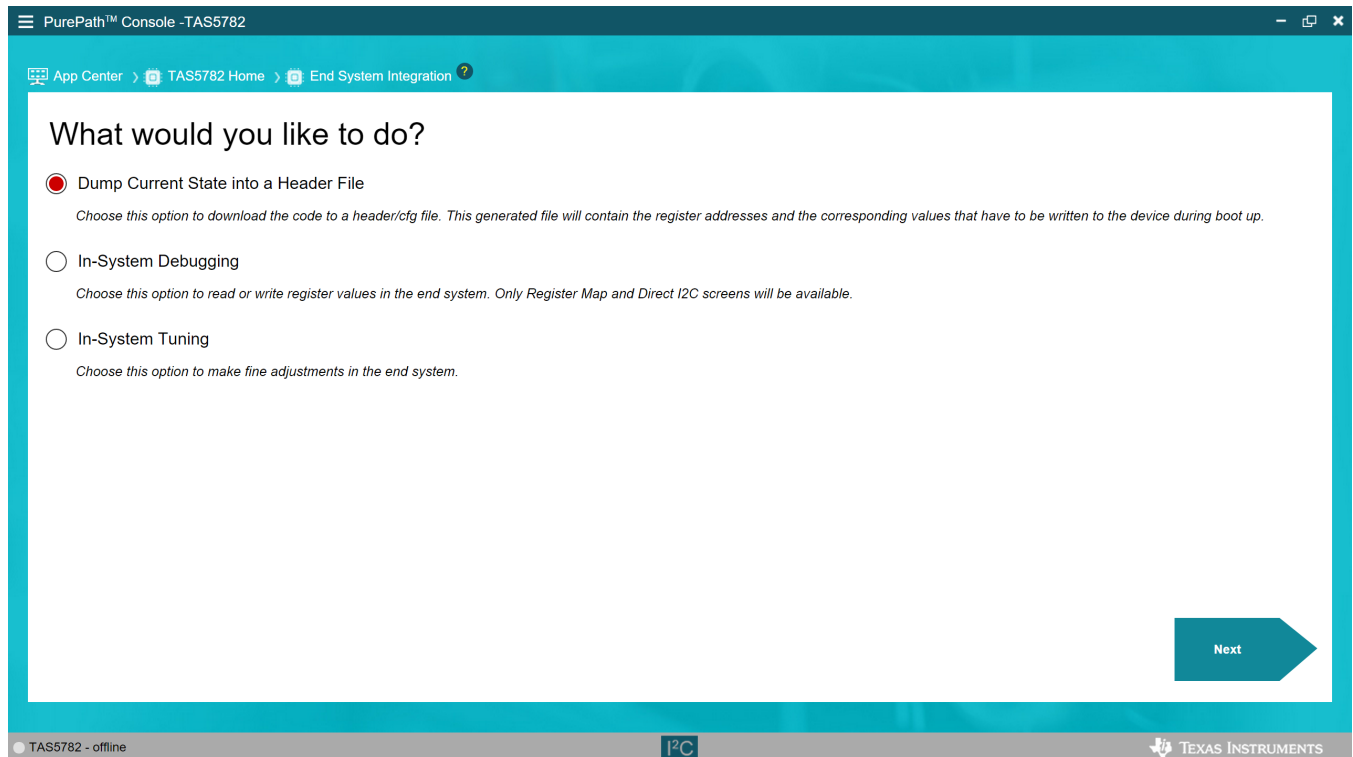 PurePath™ Console -TAS5782
App Center > TAS5782 Home > End System Integration ?
What would you like to do?
Dump Current State into a Header File
Choose this option to download the code to a header/cfg file. This generated file will contain the register addresses and the corresponding values that have to be written to the device during boot up.
In-System Debugging
Choose this option to read or write register values in the end system. Only Register Map and Direct I2C screens will be available.
In-System Tuning
Choose this option to make fine adjustments in the end system.
Next
TAS5782 - offline I²C TEXAS INSTRUMENTS